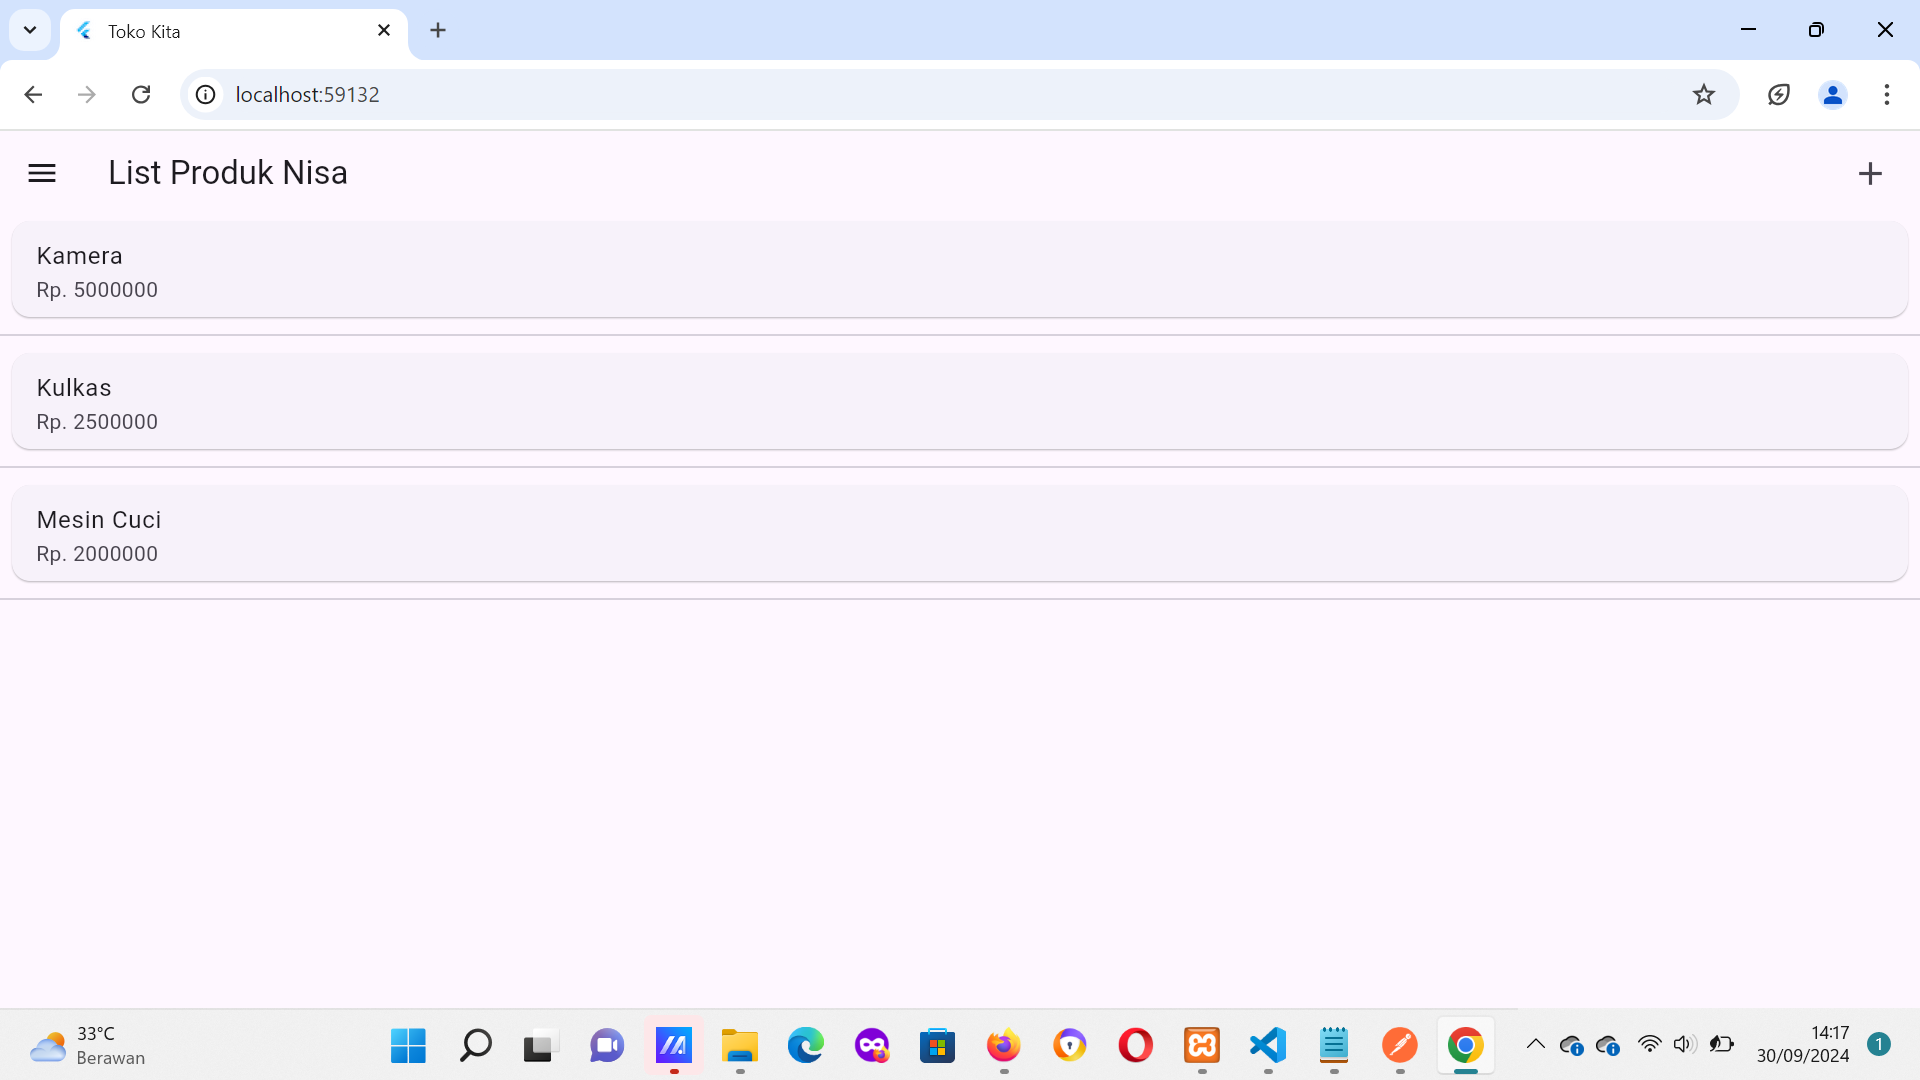 Toko Kita
localhost:59132
List Produk Nisa
Kamera
Rp. 5000000
Kulkas
Rp. 2500000
Mesin Cuci
Rp. 2000000
33°C
Berawan
14:17
30/09/2024
1